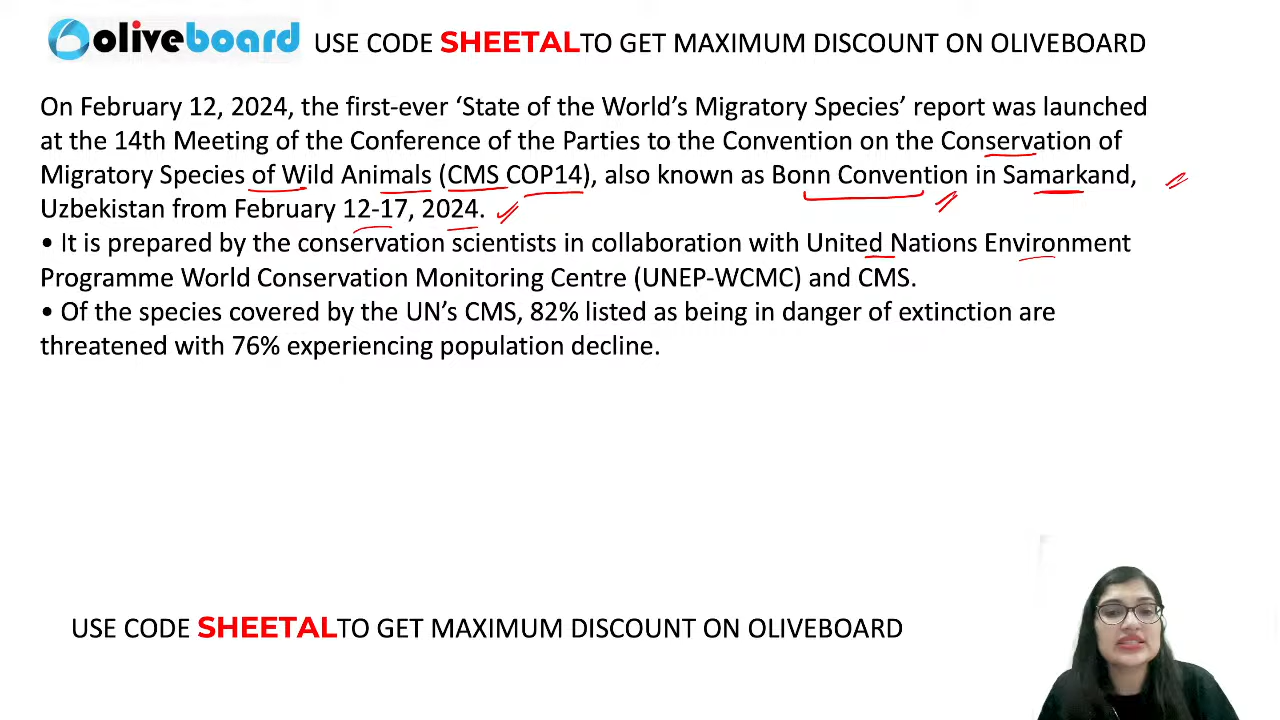 oliveboard USE CODE SHEETALTO GET MAXIMUM DISCOUNT ON OLIVEBOARD
On February 12, 2024, the first-ever ‘State of the World’s Migratory Species’ report was launched
at the 14th Meeting of the Conference of the Parties to the Convention on the Conservation of
Migratory Species of Wild Animals (CMS COP14), also known as Bonn Convention in Samarkand,
Uzbekistan from February 12-17, 2024.
• It is prepared by the conservation scientists in collaboration with United Nations Environment
Programme World Conservation Monitoring Centre (UNEP-WCMC) and CMS.
• Of the species covered by the UN’s CMS, 82% listed as being in danger of extinction are
threatened with 76% experiencing population decline.
USE CODE SHEETALTO GET MAXIMUM DISCOUNT ON OLIVEBOARD